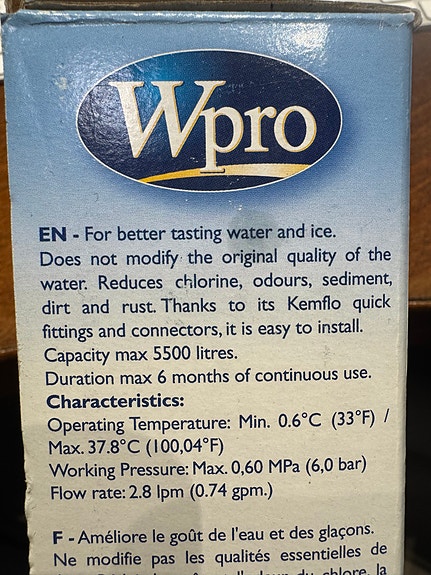 Wpro
EN - For better tasting water and ice.
Does not modify the original quality of the
water. Reduces chlorine, odours, sediment,
dirt and rust. Thanks to its Kemflo quick
fittings and connectors, it is easy to install.
Capacity max 5500 litres.
Duration max 6 months of continuous use.
Characteristics:
Operating Temperature: Min. 0.6°C (33°F) /
Max. 37.8°C (100,04°F)
Working Pressure: Max. 0,60 MPa (6,0 bar)
Flow rate: 2.8 lpm (0.74 gpm.)
F - Améliore le goût de l'eau et des glaçons.
Ne modifie pas les qualités essentielles de
du chlore, la